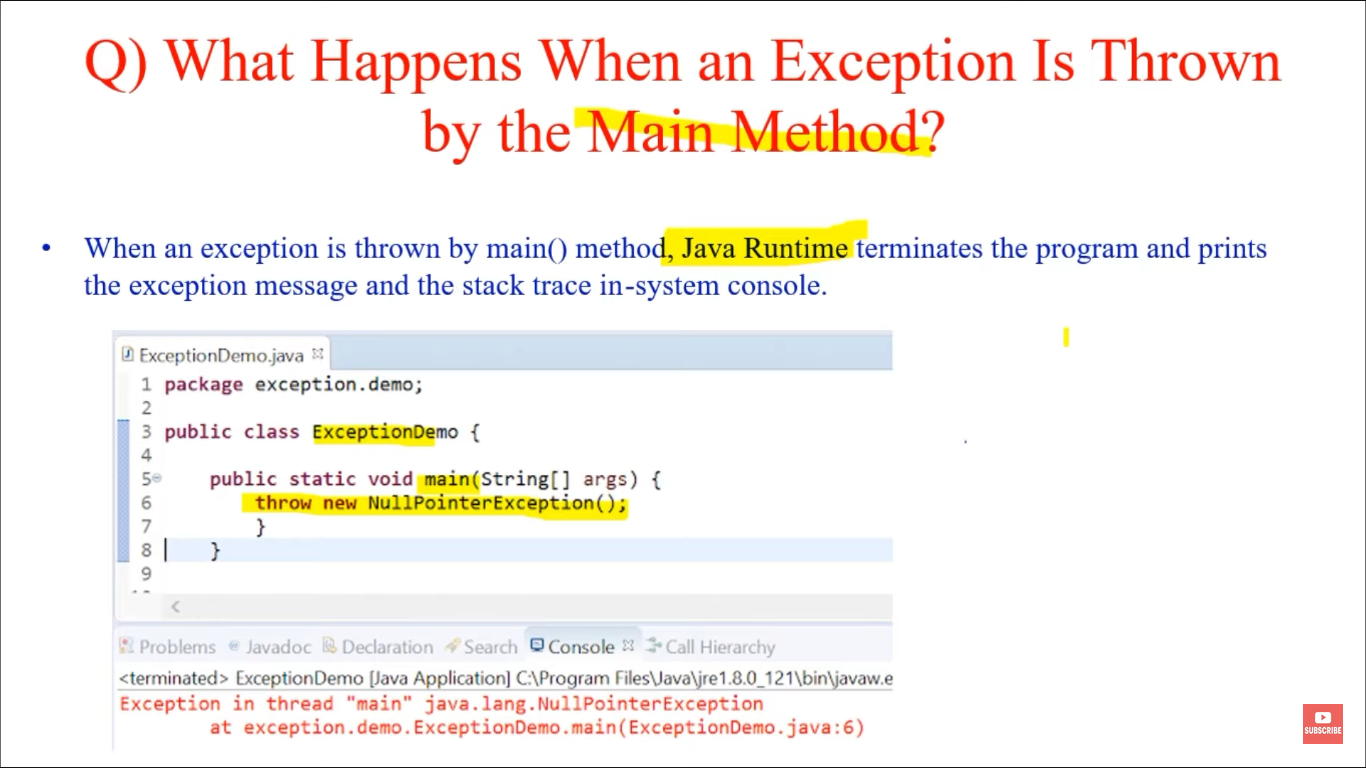 Q) What Happens When an Exception Is Thrown
by the Main Method?
• When an exception is thrown by main() method, Java Runtime terminates the program and prints
the exception message and the stack trace in-system console.
ExceptionDemo.java
1 package exception.demo;
2
3 public class ExceptionDemo {
4
5 public static void main(String[] args) {
6 throw new NullPointerException();
7 }
8 }
9
Problems Javadoc Declaration Search Console Call Hierarchy
<terminated> ExceptionDemo [Java Application] C:\Program Files\Java\jre1.8.0_121\bin\javaw.e
Exception in thread "main" java.lang.NullPointerException
at exception.demo.ExceptionDemo.main(ExceptionDemo.java:6)
SUBSCRIBE